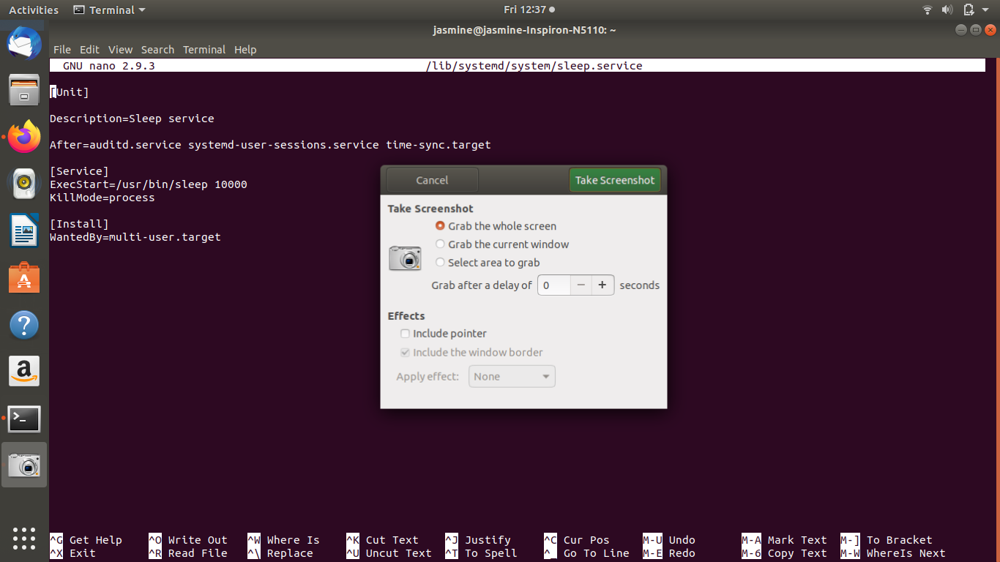 Activities Terminal Fri 12:37
jasmine@jasmine-Inspiron-N5110: ~
File Edit View Search Terminal Help
GNU nano 2.9.3 /lib/systemd/system/sleep.service
[Unit]
Description=Sleep service
After=auditd.service systemd-user-sessions.service time-sync.target
[Service]
ExecStart=/usr/bin/sleep 10000
KillMode=process
[Install]
WantedBy=multi-user.target
Cancel Take Screenshot
Take Screenshot
Grab the whole screen
Grab the current window
Select area to grab
Grab after a delay of 0 − + seconds
Effects
Include pointer
Include the window border
Apply effect: None
^G Get Help ^O Write Out ^W Where Is ^K Cut Text ^J Justify ^C Cur Pos M-U Undo M-A Mark Text M-] To Bracket
^X Exit ^R Read File ^\ Replace ^U Uncut Text ^T To Spell ^_ Go To Line M-E Redo M-6 Copy Text M-W WhereIs Next